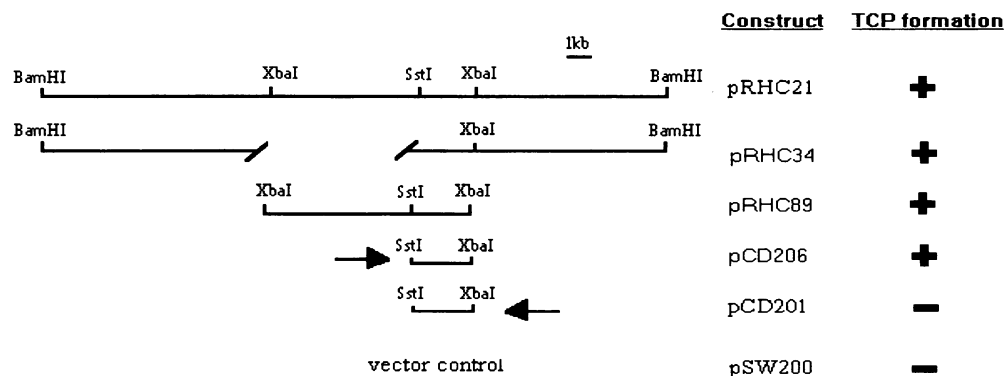 Construct TCP formation
1kb
BamHI XbaI SstI XbaI BamHI pRHC21 +
BamHI XbaI BamHI pRHC34 +
XbaI SstI XbaI pRHC89 +
SstI XbaI pCD206 +
SstI XbaI pCD201 −
vector control pSW200 −